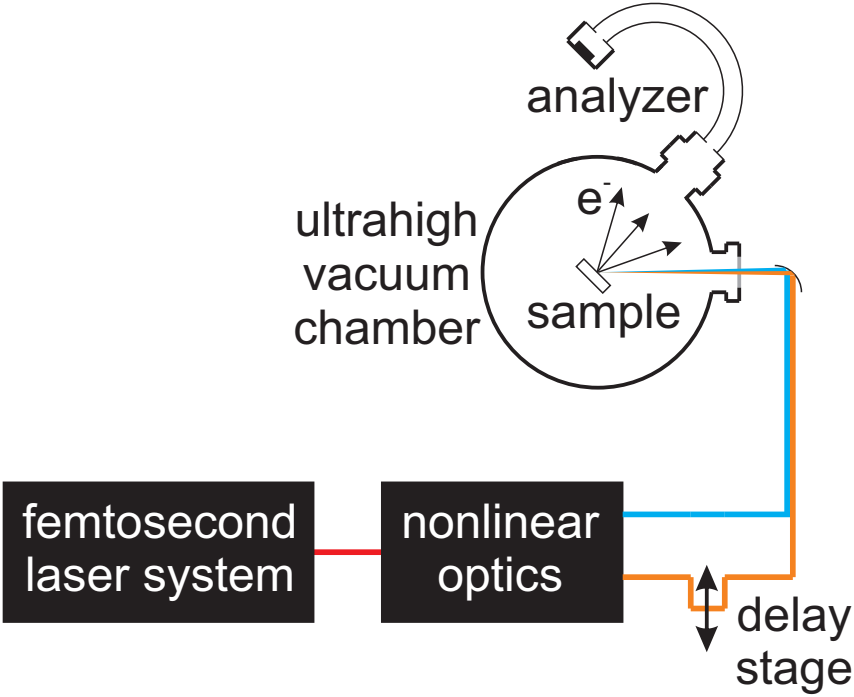 analyzer
e-
ultrahigh
vacuum
chamber
sample
femtosecond
laser system
nonlinear
optics
delay
stage